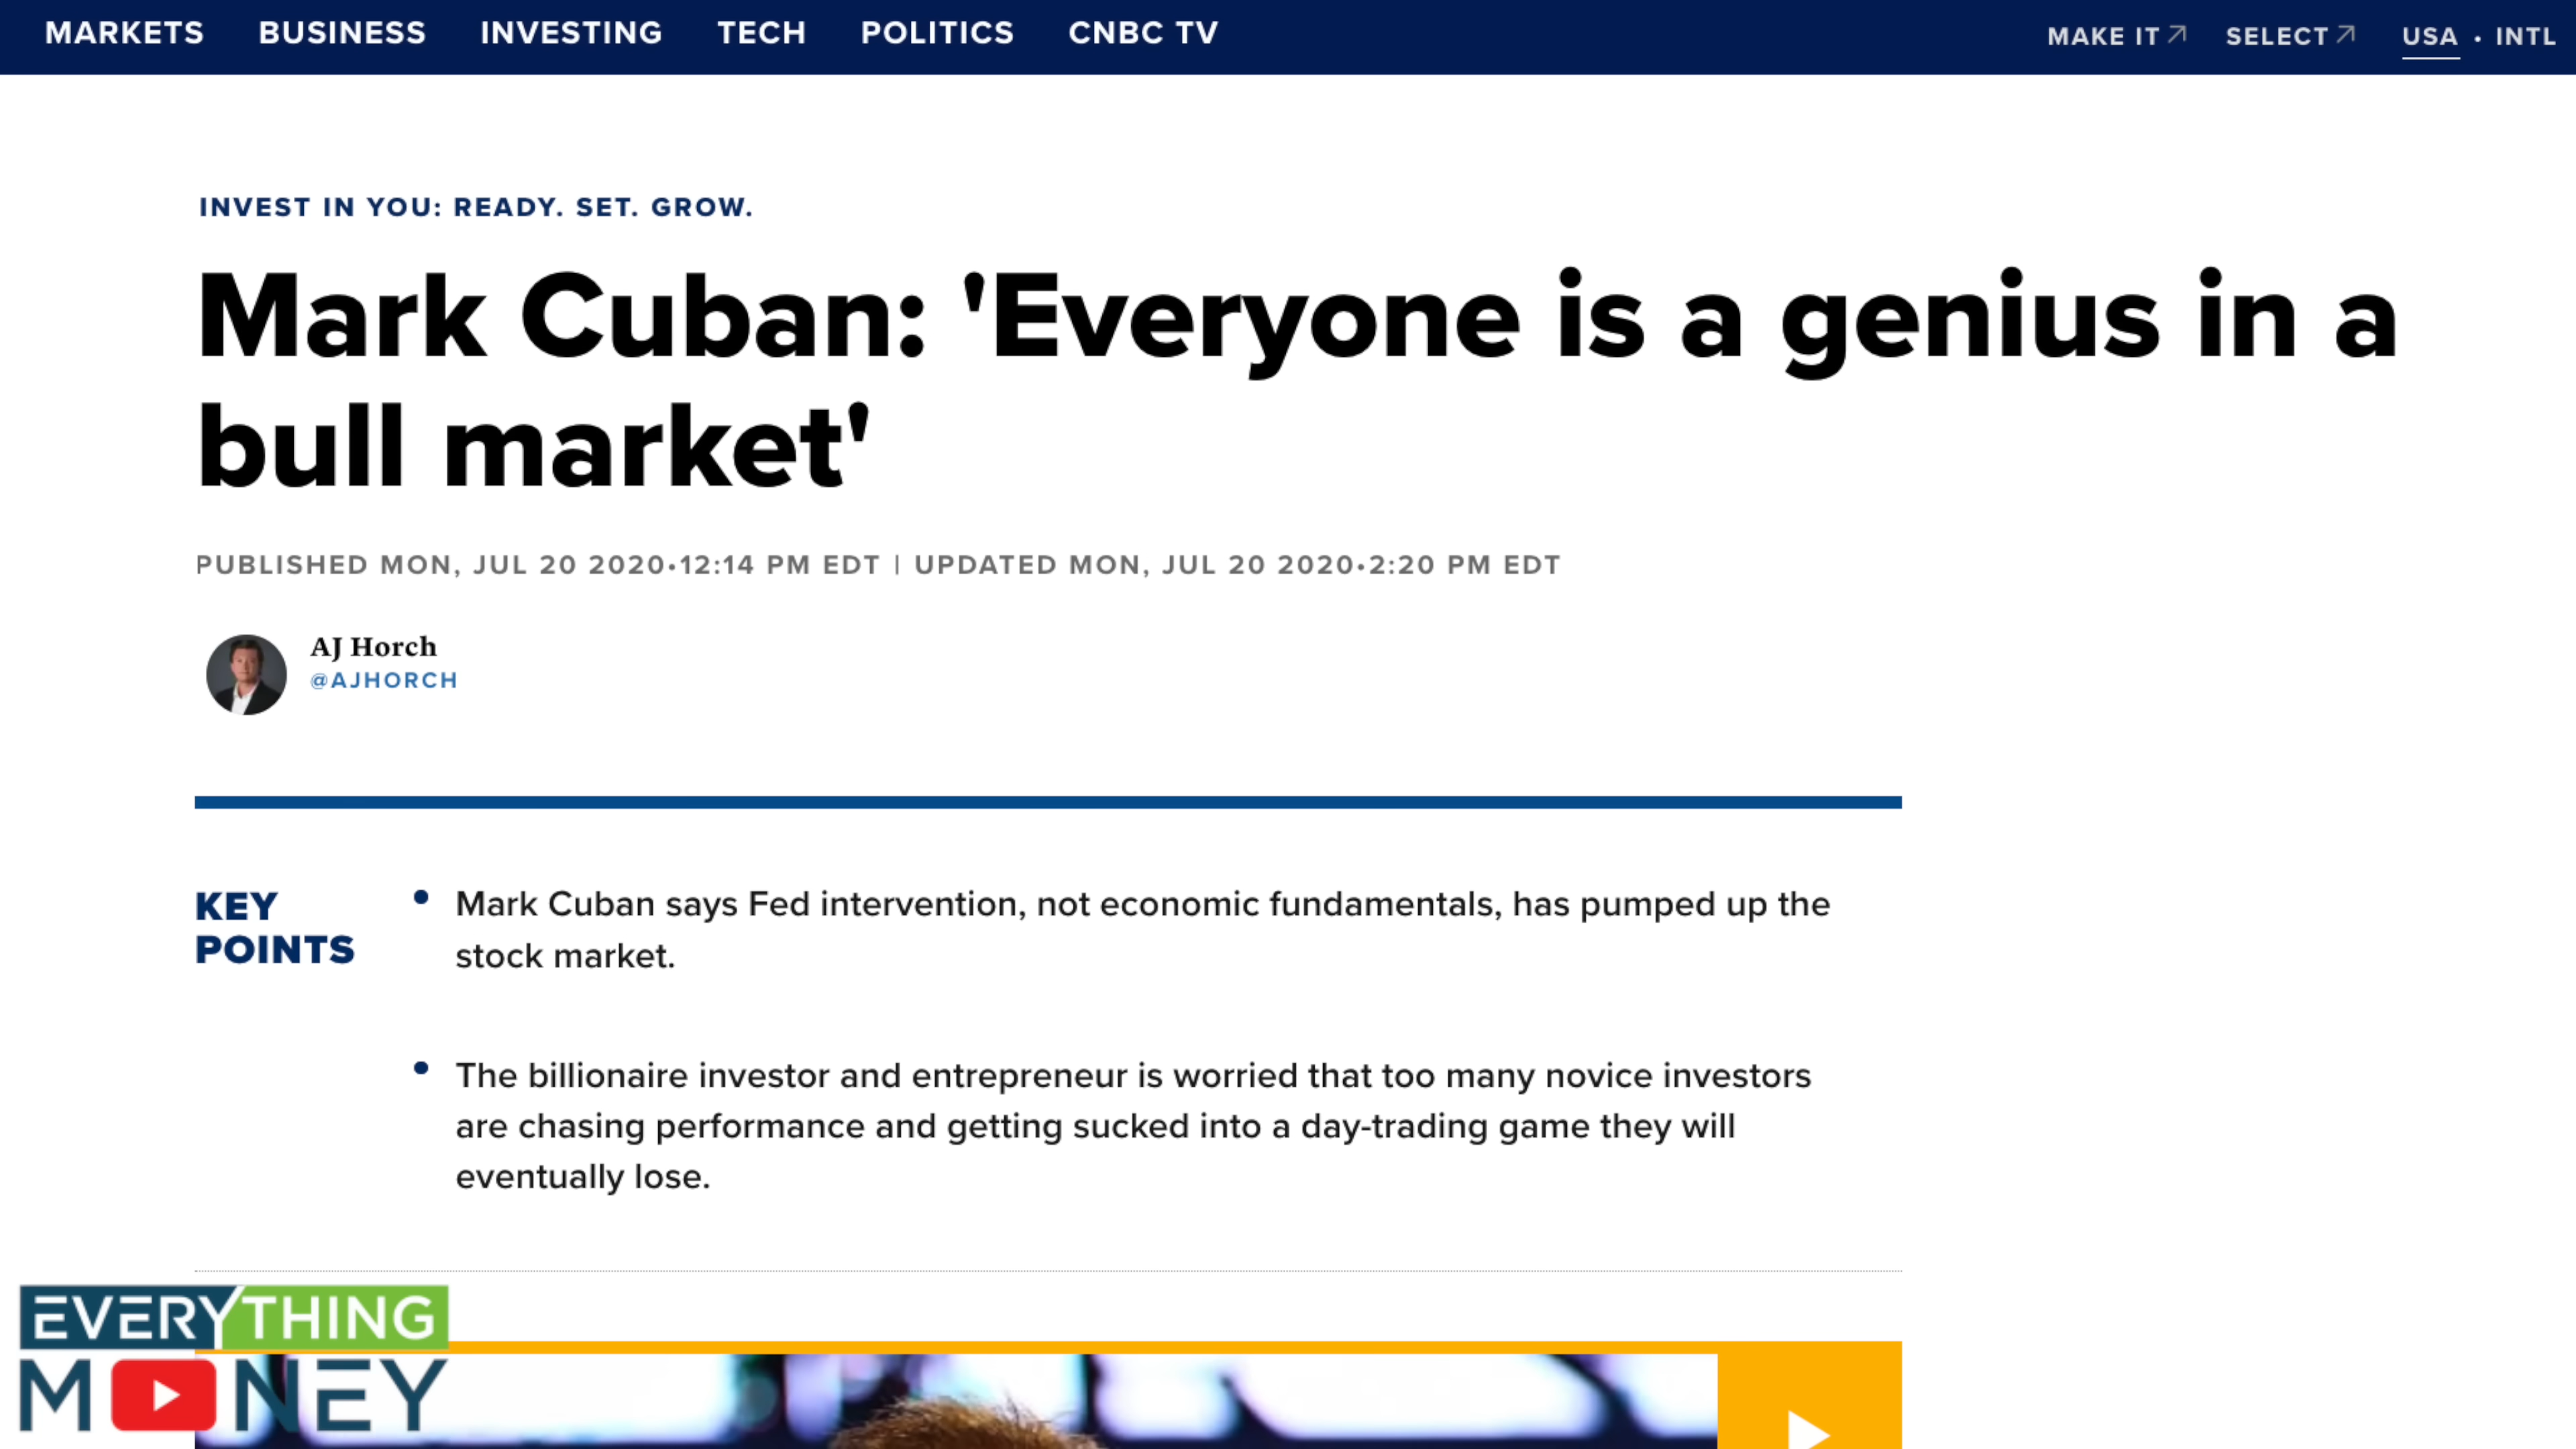 MARKETS BUSINESS INVESTING TECH POLITICS CNBC TV MAKE IT SELECT USA • INTL
INVEST IN YOU: READY. SET. GROW.
Mark Cuban: 'Everyone is a genius in a
bull market'
PUBLISHED MON, JUL 20 2020•12:14 PM EDT | UPDATED MON, JUL 20 2020•2:20 PM EDT
AJ Horch
@AJHORCH
KEY
POINTS
• Mark Cuban says Fed intervention, not economic fundamentals, has pumped up the
stock market.
• The billionaire investor and entrepreneur is worried that too many novice investors
are chasing performance and getting sucked into a day-trading game they will
eventually lose.
EVERYTHING
MONEY